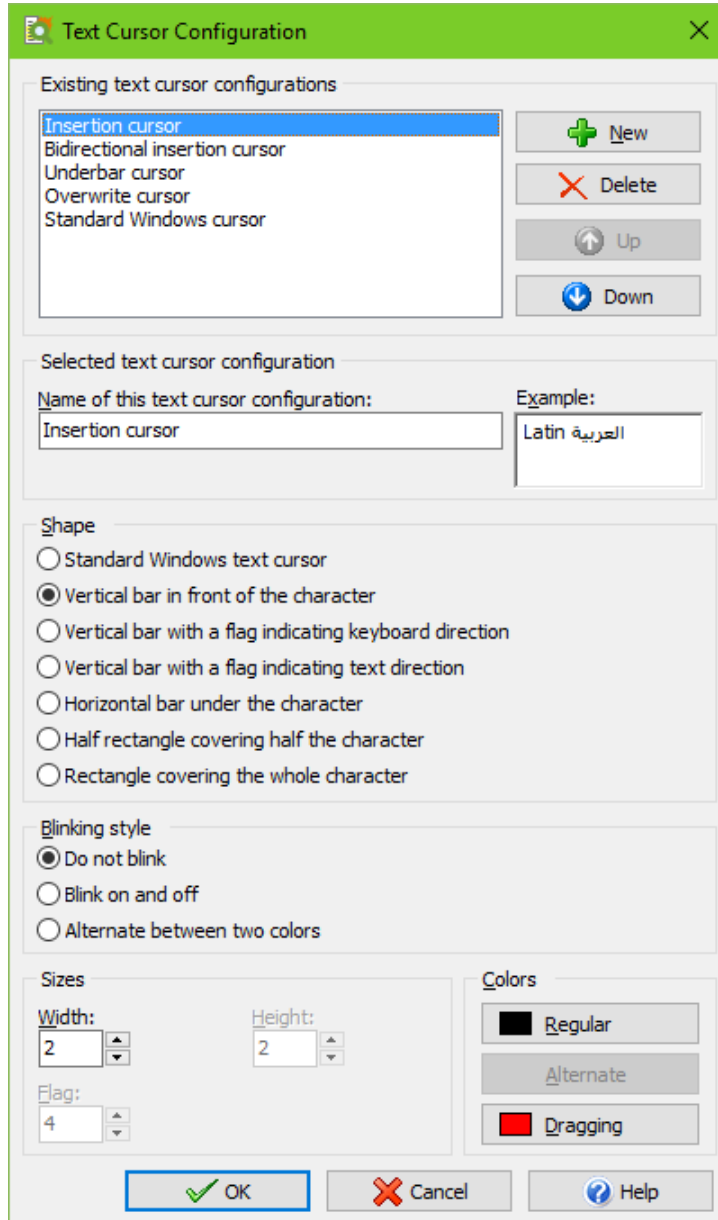 Text Cursor Configuration
Existing text cursor configurations
Insertion cursor
Bidirectional insertion cursor
Underbar cursor
Overwrite cursor
Standard Windows cursor
New
Delete
Up
Down
Selected text cursor configuration
Name of this text cursor configuration:
Insertion cursor
Example:
Latin العربية
Shape
Standard Windows text cursor
Vertical bar in front of the character
Vertical bar with a flag indicating keyboard direction
Vertical bar with a flag indicating text direction
Horizontal bar under the character
Half rectangle covering half the character
Rectangle covering the whole character
Blinking style
Do not blink
Blink on and off
Alternate between two colors
Sizes
Width:
2
Height:
2
Flag:
4
Colors
Regular
Alternate
Dragging
OK
Cancel
Help